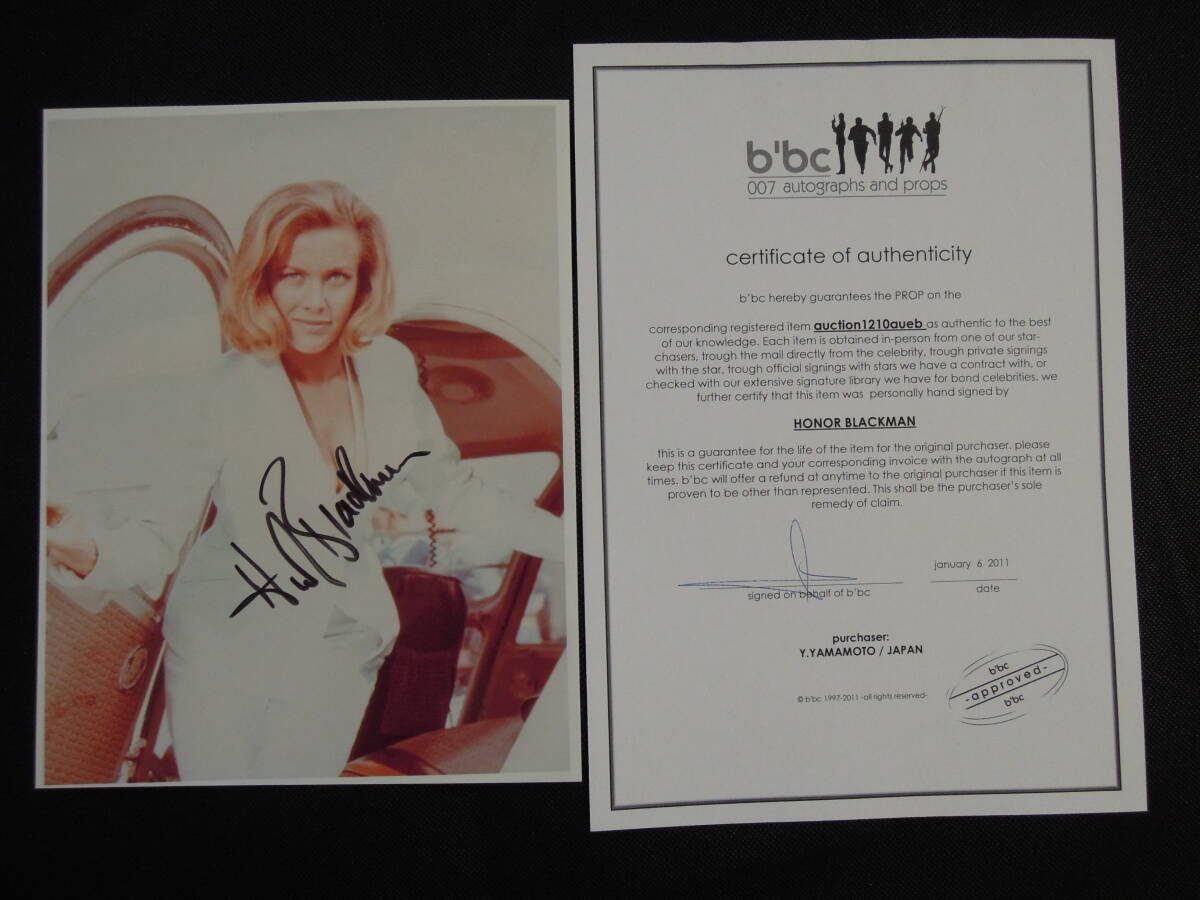 Honor Blackman
b'bc
007 autographs and props
certificate of authenticity
b'bc hereby guarantees the PROP on the
corresponding registered item auction1210aueb as authentic to the best
of our knowledge. Each item is obtained in-person from one of our star-
chasers, trough the mail directly from the celebrity, trough private signings
with the star, trough official signings with stars we have a contract with, or
checked with our extensive signature library we have for bond celebrities. we
further certify that this item was personally hand signed by
HONOR BLACKMAN
this is a guarantee for the life of the item for the original purchaser. please
keep this certificate and your corresponding invoice with the autograph at all
times. b'bc will offer a refund at anytime to the original purchaser if this item is
proven to be other than represented. This shall be the purchaser's sole
remedy of claim.
january 6 2011
signed on behalf of b'bc
date
purchaser:
Y.YAMAMOTO / JAPAN
b'bc
-approved-
b'bc
© b'bc 1997-2011 -all rights reserved-